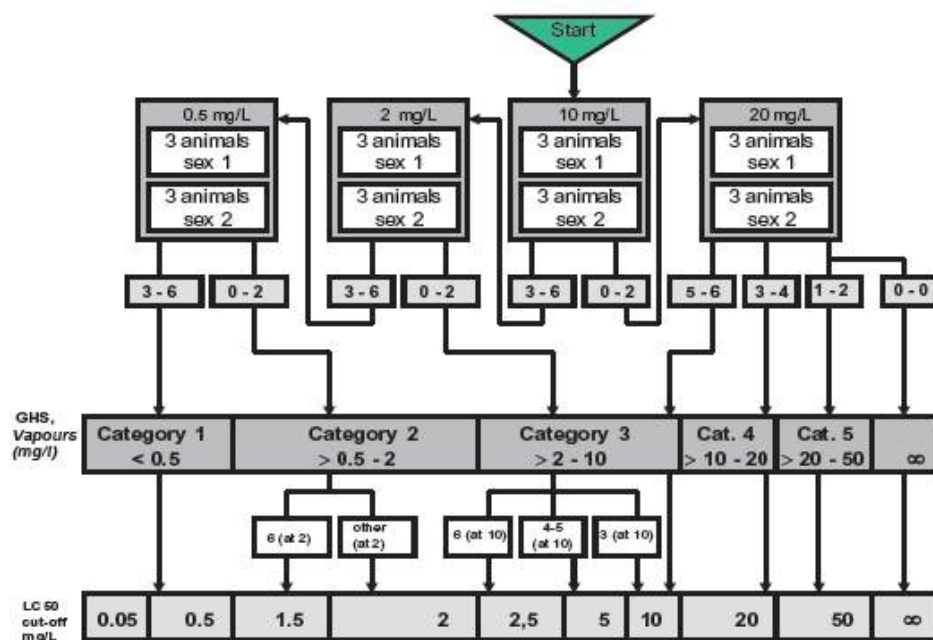 Start
0.5 mg/L
3 animals
sex 1
3 animals
sex 2
2 mg/L
3 animals
sex 1
3 animals
sex 2
10 mg/L
3 animals
sex 1
3 animals
sex 2
20 mg/L
3 animals
sex 1
3 animals
sex 2
3 - 6
0 - 2
3 - 6
0 - 2
3 - 6
0 - 2
5 - 6
3 - 4
1 - 2
0 - 0
GHS,
Vapours
(mg/l)
Category 1
< 0.5
Category 2
> 0.5 - 2
Category 3
> 2 - 10
Cat. 4
> 10 - 20
Cat. 5
> 20 - 50
∞
6 (at 2)
other
(at 2)
6 (at 10)
4-5
(at 10)
3 (at 10)
LC 50
cut-off
mg/L
0.05
0.5
1.5
2
2,5
5
10
20
50
∞